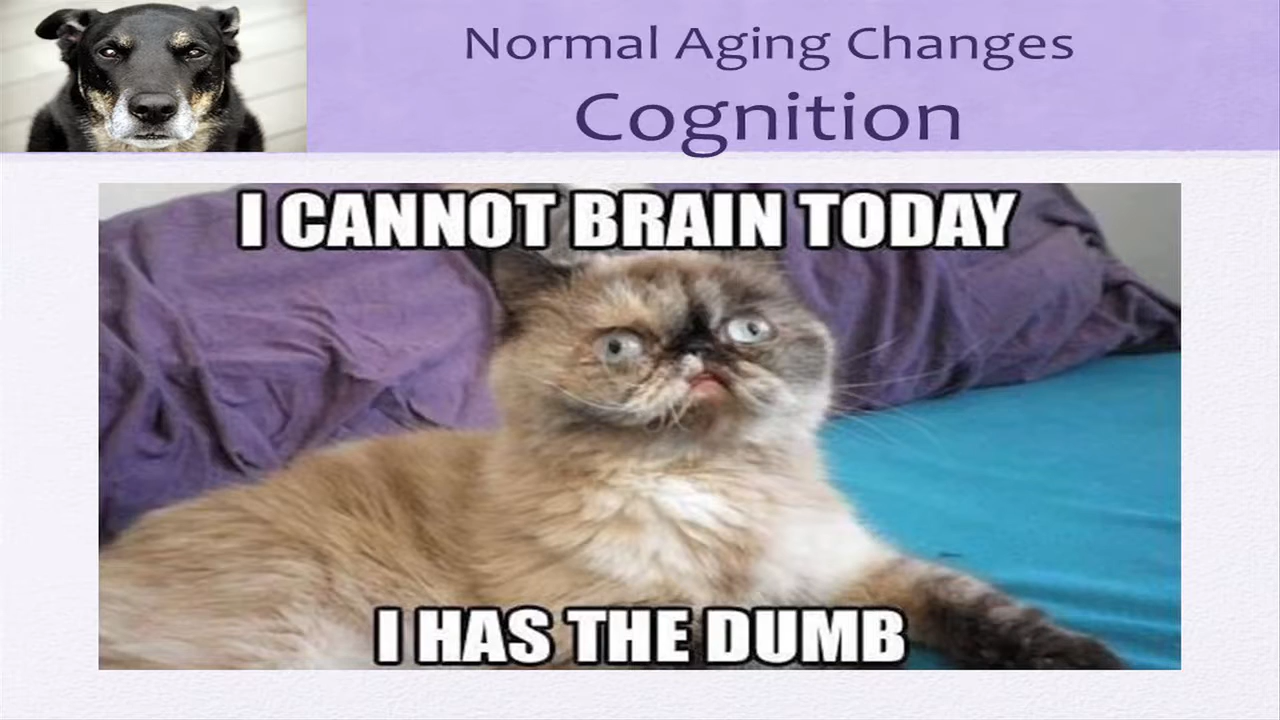 Normal Aging Changes
Cognition
I CANNOT BRAIN TODAY
I HAS THE DUMB